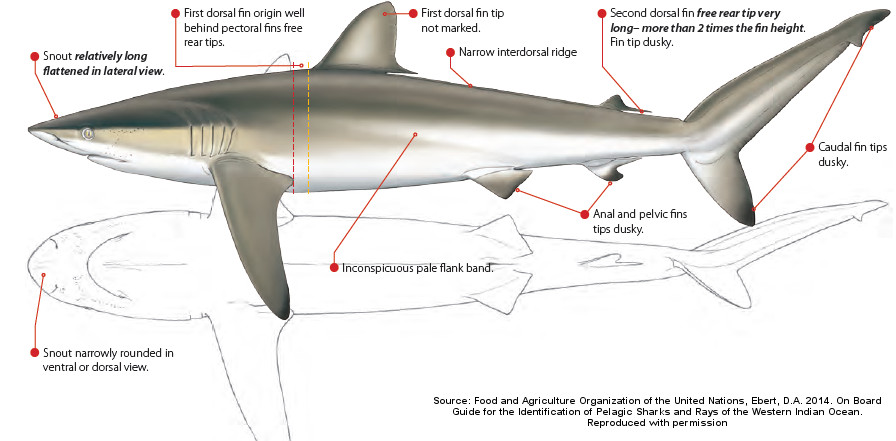 First dorsal fin origin well
behind pectoral fins free
rear tips.
First dorsal fin tip
not marked.
Second dorsal fin free rear tip very
long– more than 2 times the fin height.
Fin tip dusky.
Snout relatively long
flattened in lateral view.
Narrow interdorsal ridge
Caudal fin tips
dusky.
Anal and pelvic fins
tips dusky.
Inconspicuous pale flank band.
Snout narrowly rounded in
ventral or dorsal view.
Source: Food and Agriculture Organization of the United Nations, Ebert, D.A. 2014. On Board
Guide for the Identification of Pelagic Sharks and Rays of the Western Indian Ocean.
Reproduced with permission